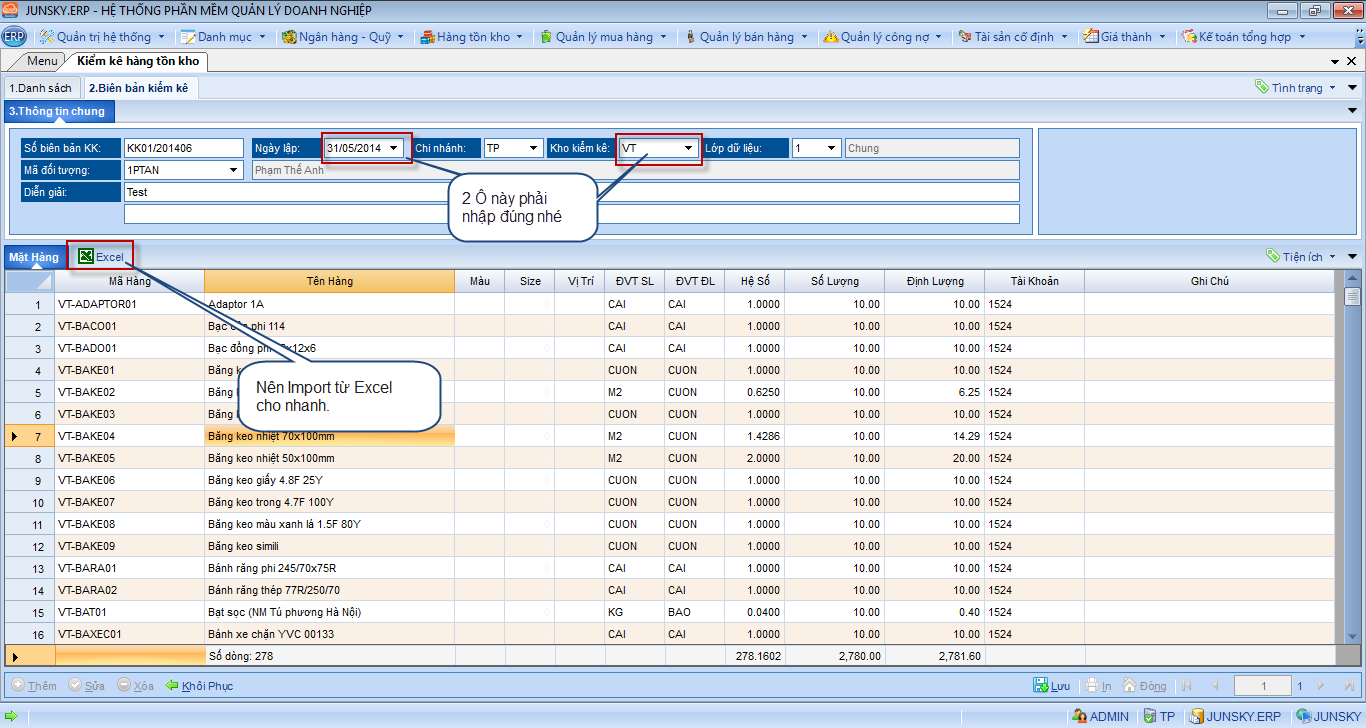 JUNSKY.ERP - HỆ THỐNG PHẦN MỀM QUẢN LÝ DOANH NGHIỆP
ERP Quản trị hệ thống Danh mục Ngân hàng - Quỹ Hàng tồn kho Quản lý mua hàng Quản lý bán hàng Quản lý công nợ Tài sản cố định Giá thành Kế toán tổng hợp
Menu Kiểm kê hàng tồn kho
1.Danh sách 2.Biên bản kiểm kê Tình trạng
3.Thông tin chung
Số biên bản KK: KK01/201406 Ngày lập: 31/05/2014 Chi nhánh: TP Kho kiểm kê: VT Lớp dữ liệu: 1 Chung
Mã đối tượng: 1PTAN Phạm Thế Anh
Diễn giải: Test
2 Ô này phải
nhập đúng nhé
Mặt Hàng Excel Tiện ích
Mã Hàng Tên Hàng Màu Size Vị Trí ĐVT SL ĐVT ĐL Hệ Số Số Lượng Định Lượng Tài Khoản Ghi Chú
1 VT-ADAPTOR01 Adaptor 1A CAI CAI 1.0000 10.00 10.00 1524
2 VT-BACO01 Bạc phi 114 CAI CAI 1.0000 10.00 10.00 1524
3 VT-BADO01 Bạc đồng x12x6 CAI CAI 1.0000 10.00 10.00 1524
4 VT-BAKE01 Băng CUON CUON 1.0000 10.00 10.00 1524
5 VT-BAKE02 Băng M2 CUON 0.6250 10.00 6.25 1524
6 VT-BAKE03 Băng CUON CUON 1.0000 10.00 10.00 1524
7 VT-BAKE04 Băng keo nhiệt 70x100mm M2 CUON 1.4286 10.00 14.29 1524
8 VT-BAKE05 Băng keo nhiệt 50x100mm M2 CUON 2.0000 10.00 20.00 1524
9 VT-BAKE06 Băng keo giấy 4.8F 25Y CUON CUON 1.0000 10.00 10.00 1524
10 VT-BAKE07 Băng keo trong 4.7F 100Y CUON CUON 1.0000 10.00 10.00 1524
11 VT-BAKE08 Băng keo màu xanh lá 1.5F 80Y CUON CUON 1.0000 10.00 10.00 1524
12 VT-BAKE09 Băng keo simili CUON CUON 1.0000 10.00 10.00 1524
13 VT-BARA01 Bánh răng phi 245/70x75R CAI CAI 1.0000 10.00 10.00 1524
14 VT-BARA02 Bánh răng thép 77R/250/70 CAI CAI 1.0000 10.00 10.00 1524
15 VT-BAT01 Bạt sọc (NM Tú phương Hà Nội) KG BAO 0.0400 10.00 0.40 1524
16 VT-BAXEC01 Bánh xe chặn YVC 00133 CAI CAI 1.0000 10.00 10.00 1524
Nên Import từ Excel
cho nhanh.
Số dòng: 278 278.1602 2,780.00 2,781.60
Thêm Sửa Xóa Khôi Phục Lưu In Đóng 1 1
ADMIN TP JUNSKY.ERP JUNSKY